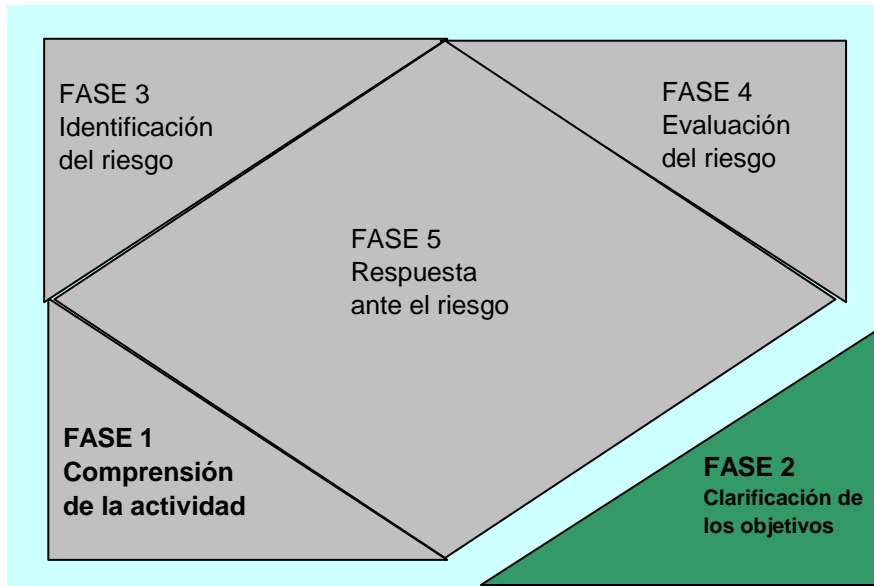 FASE 3
Identificación
del riesgo
FASE 4
Evaluación
del riesgo
FASE 5
Respuesta
ante el riesgo
FASE 1
Comprensión
de la actividad
FASE 2
Clarificación de
los objetivos